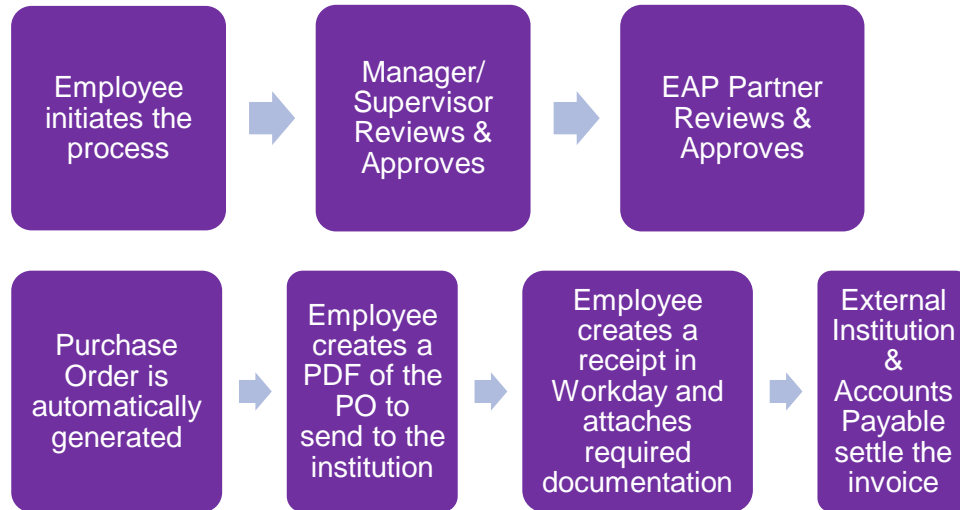 Employee
initiates the
process
Manager/
Supervisor
Reviews &
Approves
EAP Partner
Reviews &
Approves
Purchase
Order is
automatically
generated
Employee
creates a
PDF of the
PO to
send to the
institution
Employee
creates a
receipt in
Workday and
attaches
required
documentation
External
Institution
&
Accounts
Payable
settle the
invoice